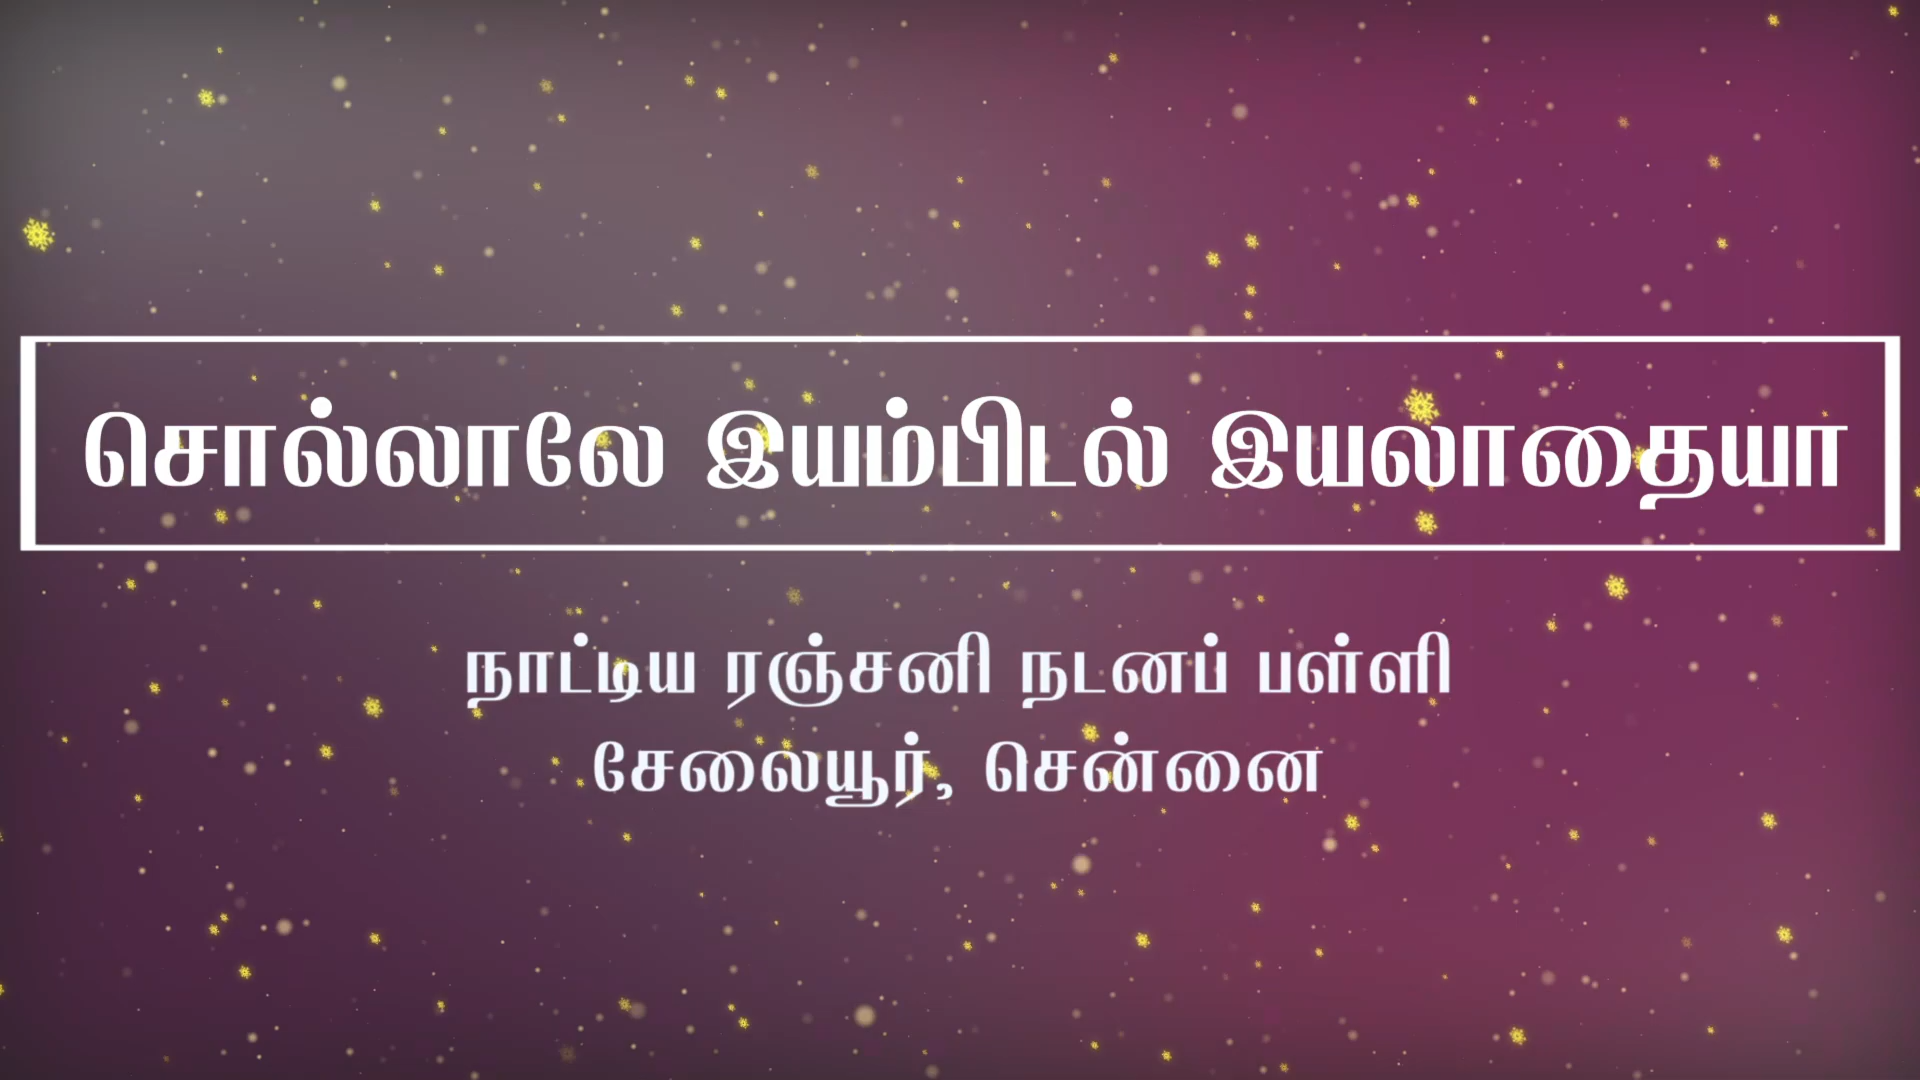 சொல்லாலே இயம்பிடல் இயலாதையா
நாட்டிய ரஞ்சனி நடனப் பள்ளி
சேலையூர், சென்னை